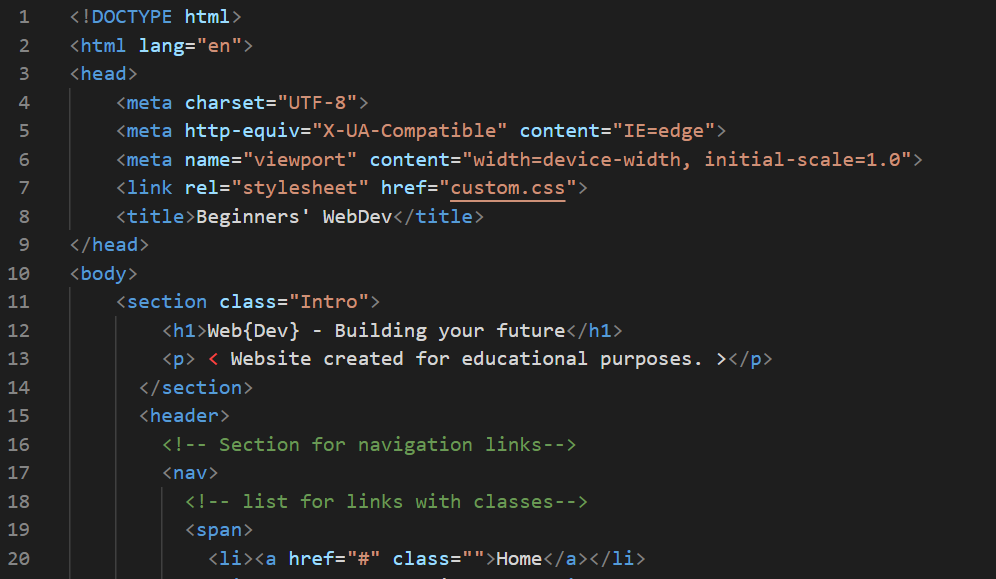 1 <!DOCTYPE html>
2 <html lang="en">
3 <head>
4 <meta charset="UTF-8">
5 <meta http-equiv="X-UA-Compatible" content="IE=edge">
6 <meta name="viewport" content="width=device-width, initial-scale=1.0">
7 <link rel="stylesheet" href="custom.css">
8 <title>Beginners' WebDev</title>
9 </head>
10 <body>
11 <section class="Intro">
12 <h1>Web{Dev} - Building your future</h1>
13 <p> < Website created for educational purposes. ></p>
14 </section>
15 <header>
16 <!-- Section for navigation links-->
17 <nav>
18 <!-- list for links with classes-->
19 <span>
20 <li><a href="#" class="">Home</a></li>